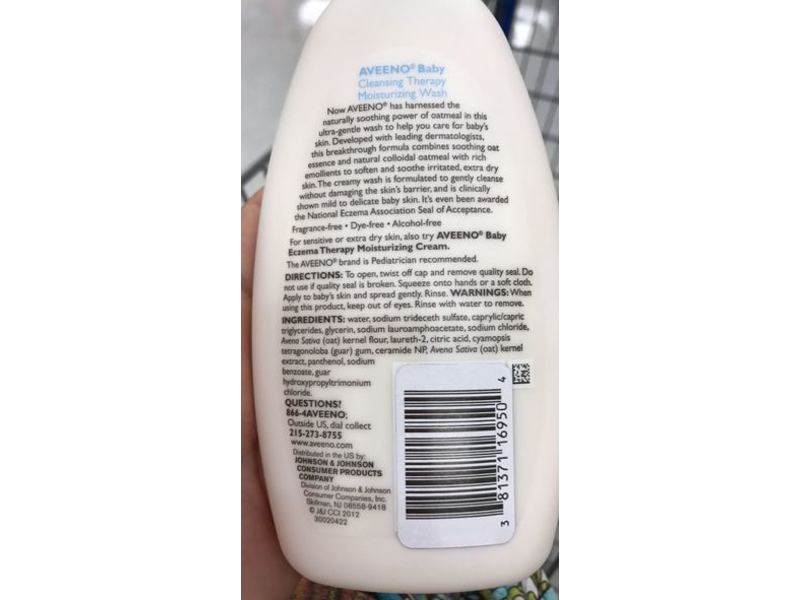 AVEENO® Baby
Cleansing Therapy
Moisturizing Wash
Now AVEENO® has harnessed the
naturally soothing power of oatmeal in this
ultra-gentle wash to help you care for baby's
skin. Developed with leading dermatologists,
this breakthrough formula combines soothing oat
essence and natural colloidal oatmeal with rich
emollients to soften and soothe irritated, extra dry
skin. The creamy wash is formulated to gently cleanse
without damaging the skin's barrier, and is clinically
shown mild to delicate baby skin. It's even been awarded
the National Eczema Association Seal of Acceptance.
Fragrance-free • Dye-free • Alcohol-free
For sensitive or extra dry skin, also try AVEENO® Baby
Eczema Therapy Moisturizing Cream.
The AVEENO® brand is Pediatrician recommended.
DIRECTIONS: To open, twist off cap and remove quality seal. Do
not use if quality seal is broken. Squeeze onto hands or a soft cloth.
Apply to baby's skin and spread gently. Rinse. WARNINGS: When
using this product, keep out of eyes. Rinse with water to remove.
INGREDIENTS: water, sodium trideceth sulfate, caprylic/capric
triglycerides, glycerin, sodium lauroamphoacetate, sodium chloride,
Avena Sativa (oat) kernel flour, laureth-2, citric acid, cyamopsis
tetragonoloba (guar) gum, ceramide NP, Avena Sativa (oat) kernel
extract, panthenol, sodium
benzoate, guar
hydroxypropyltrimonium
chloride.
QUESTIONS?
866-4AVEENO;
Outside US, dial collect
215-273-8755
www.aveeno.com
Distributed in the US by:
JOHNSON & JOHNSON
CONSUMER PRODUCTS
COMPANY
Division of Johnson & Johnson
Consumer Companies, Inc.
Skillman, NJ 08558-9418
© J&J CCI 2012
30020422
3 81371 16950 4